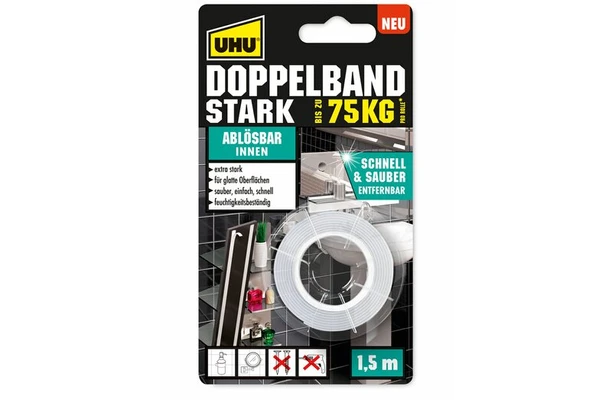 NEU
UHU
DOPPELBAND
STARK BIS ZU 75KG PRO ROLLE*
ABLÖSBAR
INNEN
extra stark
für glatte Oberflächen
sauber, einfach, schnell
feuchtigkeitsbeständig
SCHNELL
& SAUBER
ENTFERNBAR
1,5 m